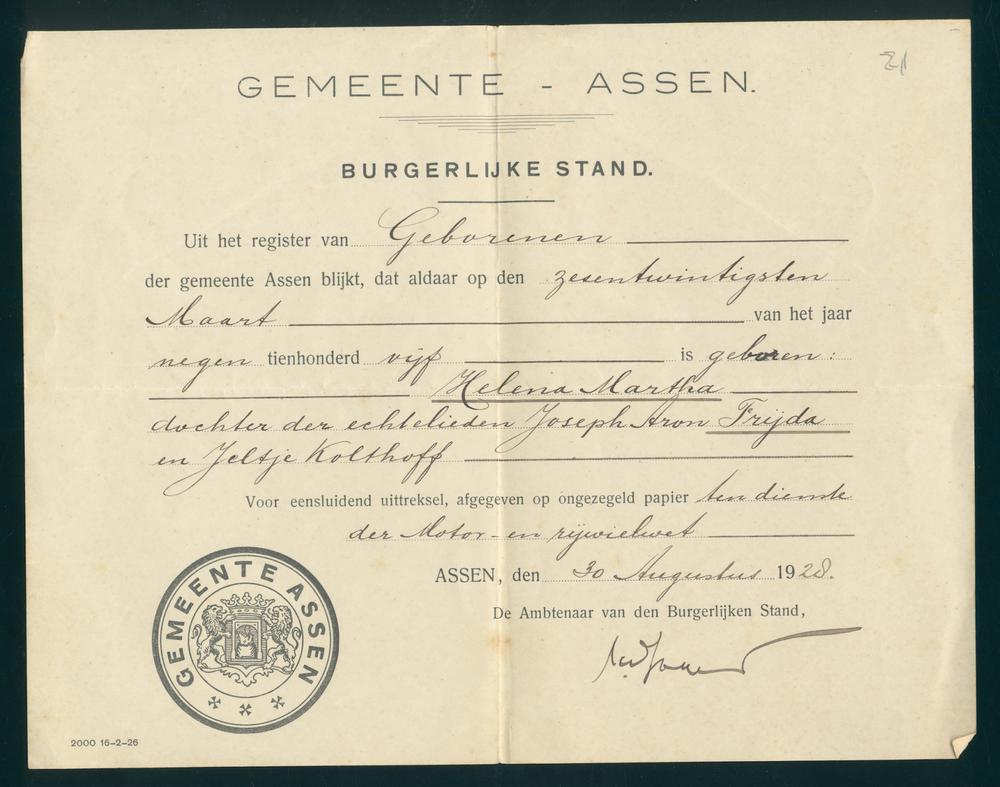 21
GEMEENTE - ASSEN.
BURGERLIJKE STAND.
Uit het register van Geborenen
der gemeente Assen blijkt, dat aldaar op den zesentwintigsten
Maart van het jaar
negen tienhonderd vijf is geboren:
Helena Martha
dochter der echtelieden Joseph Aron Frijda
en Jeltje Kolthoff
Voor eensluidend uittreksel, afgegeven op ongezegeld papier ten dienste
der Motor- en rijwielwet
ASSEN, den 30 Augustus 1928.
De Ambtenaar van den Burgerlijken Stand,
GEMEENTE ASSEN
2000 16-2-26